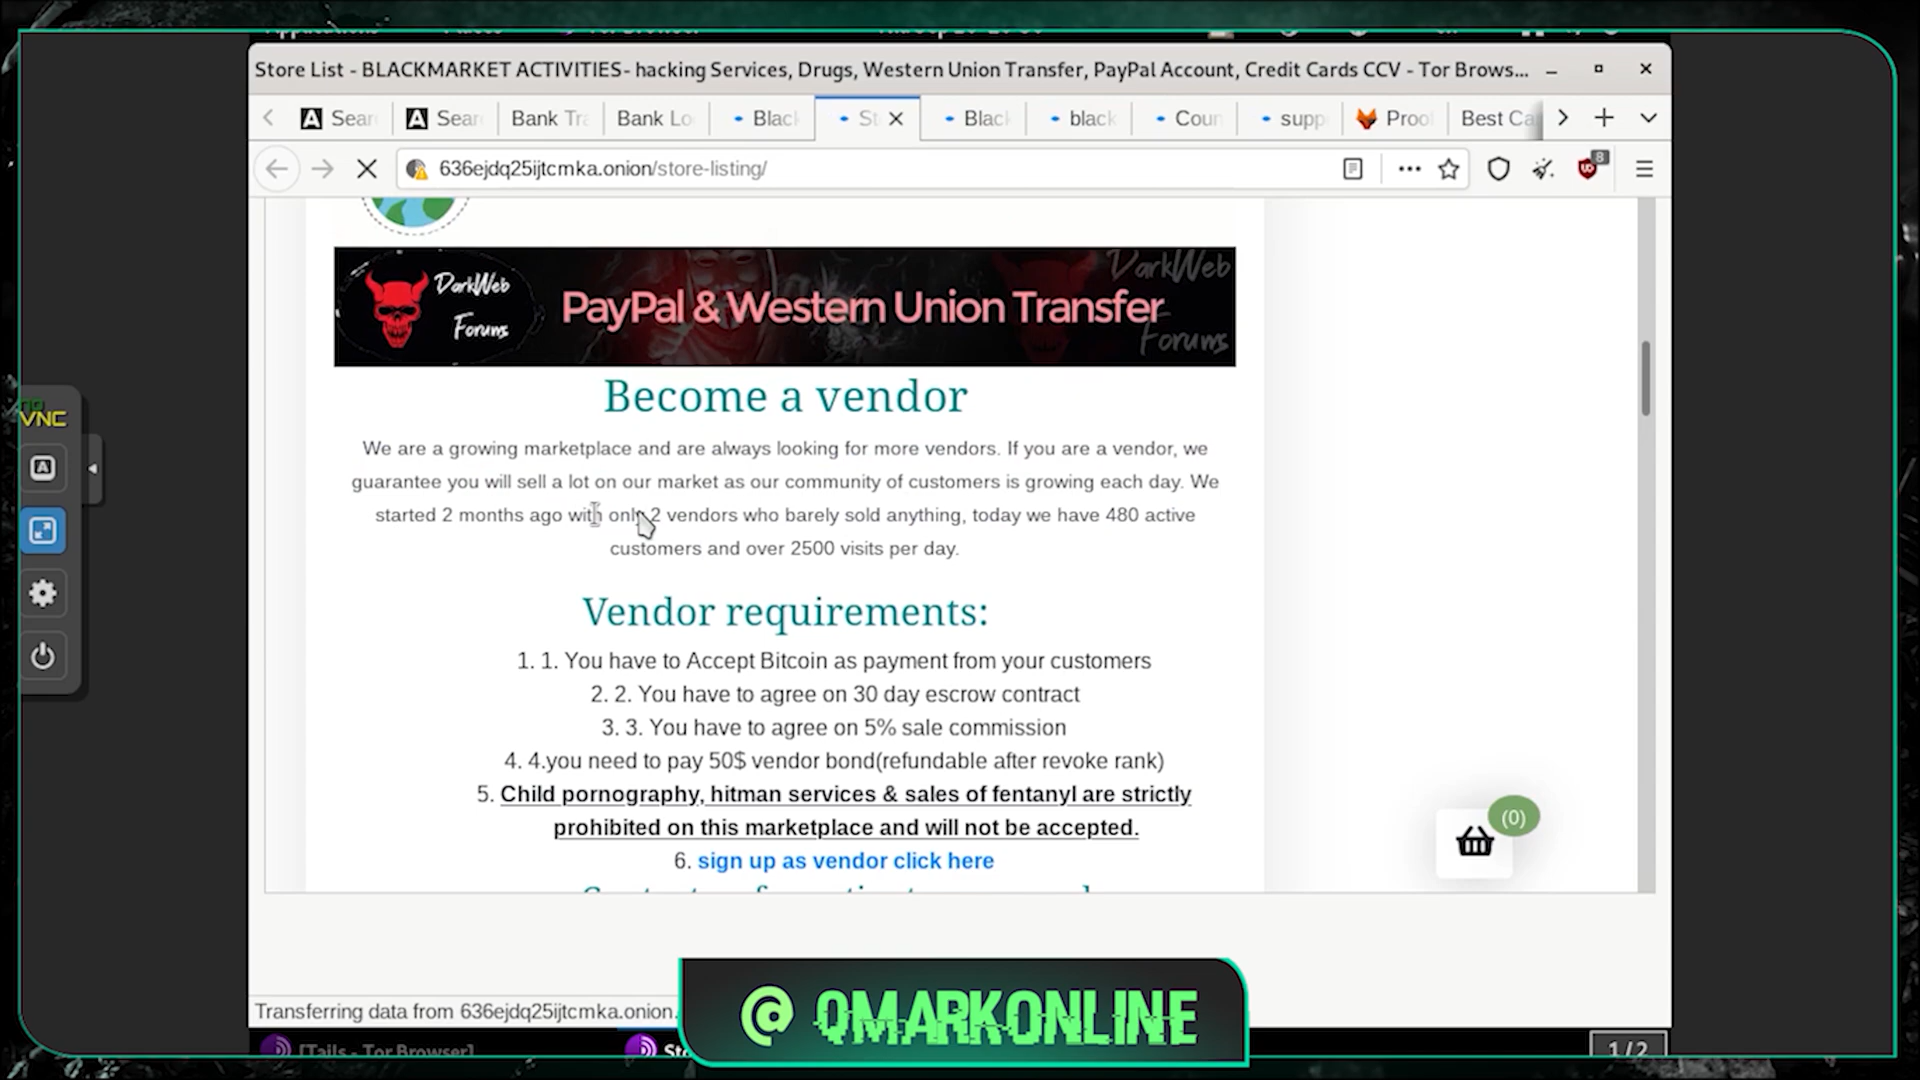 Store List - BLACKMARKET ACTIVITIES- hacking Services, Drugs, Western Union Transfer, PayPal Account, Credit Cards CCV - Tor Brows...
Sear Sear Bank Tra Bank Lo Black St Black black Coun supp Proof Best Ca
636ejdq25ijtcmka.onion/store-listing/
8
DarkWeb
Forums
PayPal & Western Union Transfer
DarkWeb
Forums
Become a vendor
We are a growing marketplace and are always looking for more vendors. If you are a vendor, we
guarantee you will sell a lot on our market as our community of customers is growing each day. We
started 2 months ago with only 2 vendors who barely sold anything, today we have 480 active
customers and over 2500 visits per day.
Vendor requirements:
1. 1. You have to Accept Bitcoin as payment from your customers
2. 2. You have to agree on 30 day escrow contract
3. 3. You have to agree on 5% sale commission
4. 4.you need to pay 50$ vendor bond(refundable after revoke rank)
5. Child pornography, hitman services & sales of fentanyl are strictly
prohibited on this marketplace and will not be accepted.
6. sign up as vendor click here
(0)
no
VNC
A
Transferring data from 636ejdq25ijtcmka.onion.
@ QMARKONLINE
[Tails - Tor Browser]
Sto
1/2